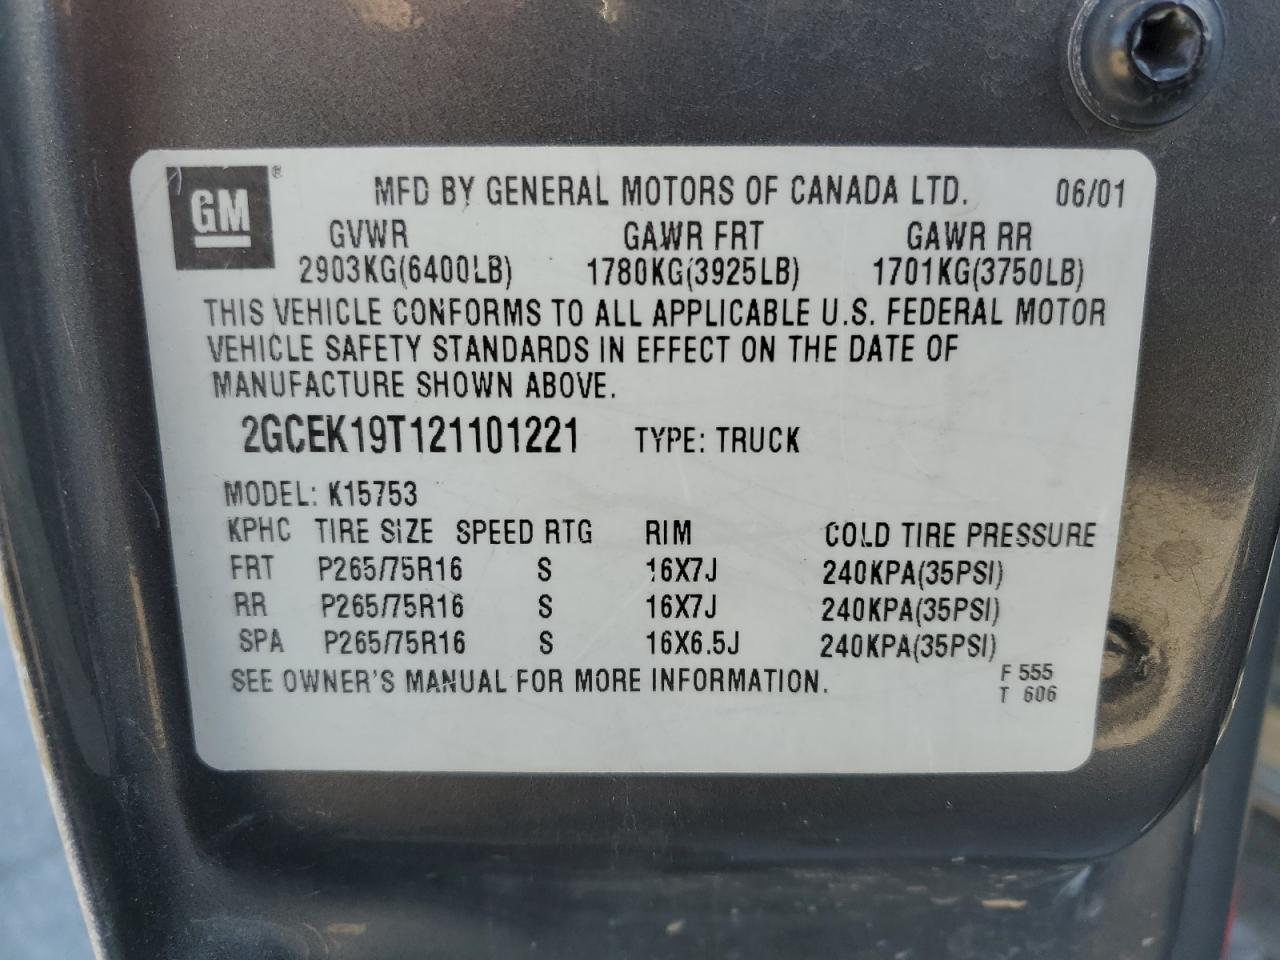 GM®
MFD BY GENERAL MOTORS OF CANADA LTD. 06/01
GVWR GAWR FRT GAWR RR
2903KG(6400LB) 1780KG(3925LB) 1701KG(3750LB)
THIS VEHICLE CONFORMS TO ALL APPLICABLE U.S. FEDERAL MOTOR
VEHICLE SAFETY STANDARDS IN EFFECT ON THE DATE OF
MANUFACTURE SHOWN ABOVE.
2GCEK19T121101221 TYPE: TRUCK
MODEL: K15753
KPHC TIRE SIZE SPEED RTG RIM COLD TIRE PRESSURE
FRT P265/75R16 S 16X7J 240KPA(35PSI)
RR P265/75R16 S 16X7J 240KPA(35PSI)
SPA P265/75R16 S 16X6.5J 240KPA(35PSI)
SEE OWNER'S MANUAL FOR MORE INFORMATION. F 555
T 606